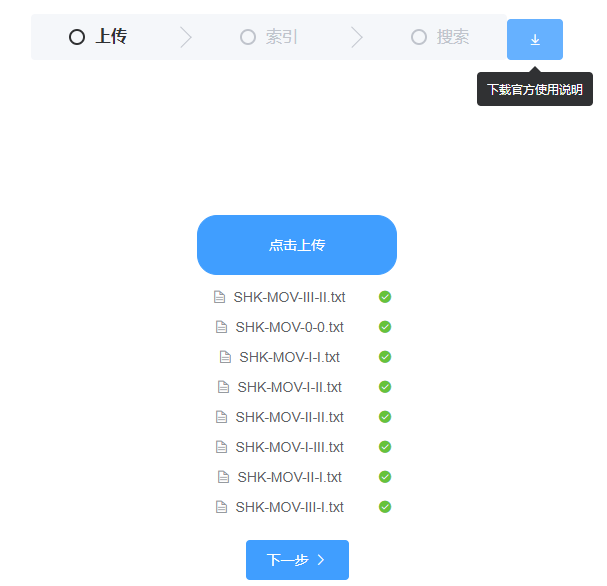 上传 索引 搜索
下载官方使用说明
点击上传
SHK-MOV-III-II.txt
SHK-MOV-0-0.txt
SHK-MOV-I-I.txt
SHK-MOV-I-II.txt
SHK-MOV-II-II.txt
SHK-MOV-I-III.txt
SHK-MOV-II-I.txt
SHK-MOV-III-I.txt
下一步